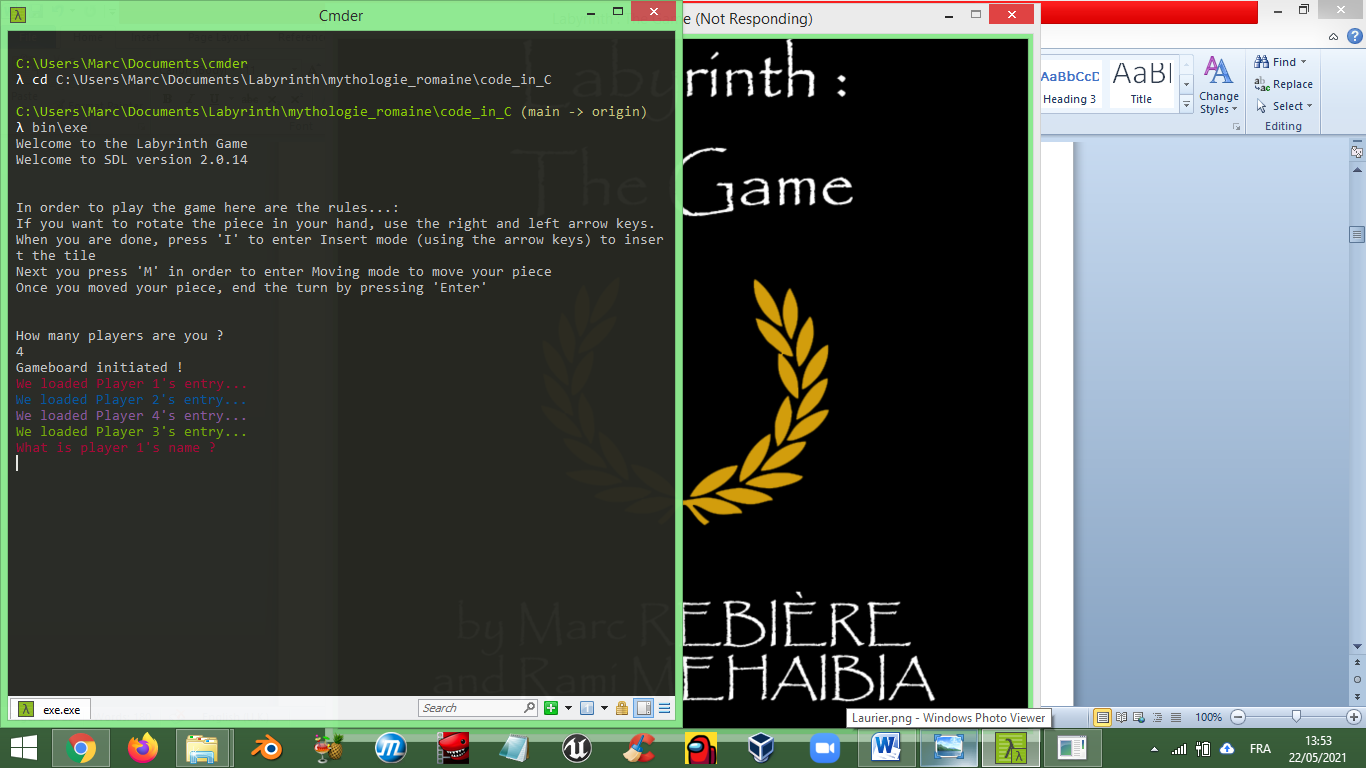 Cmder
C:\Users\Marc\Documents\cmder
λ cd C:\Users\Marc\Documents\Labyrinth\mythologie_romaine\code_in_C
C:\Users\Marc\Documents\Labyrinth\mythologie_romaine\code_in_C (main -> origin)
λ bin\exe
Welcome to the Labyrinth Game
Welcome to SDL version 2.0.14
In order to play the game here are the rules...:
If you want to rotate the piece in your hand, use the right and left arrow keys.
When you are done, press 'I' to enter Insert mode (using the arrow keys) to inser
t the tile
Next you press 'M' in order to enter Moving mode to move your piece
Once you moved your piece, end the turn by pressing 'Enter'
How many players are you ?
4
Gameboard initiated !
We loaded Player 1's entry...
We loaded Player 2's entry...
We loaded Player 4's entry...
We loaded Player 3's entry...
What is player 1's name ?
exe.exe
Search
e (Not Responding)
Labyrinth :
The Game
by Marc REBIÈRE
and Rami MEHAIBIA
AaBbCcD
Heading 3
AaBl
Title
Change
Styles
Find
Replace
Select
Editing
Laurier.png - Windows Photo Viewer
100%
FRA
13:53
22/05/2021